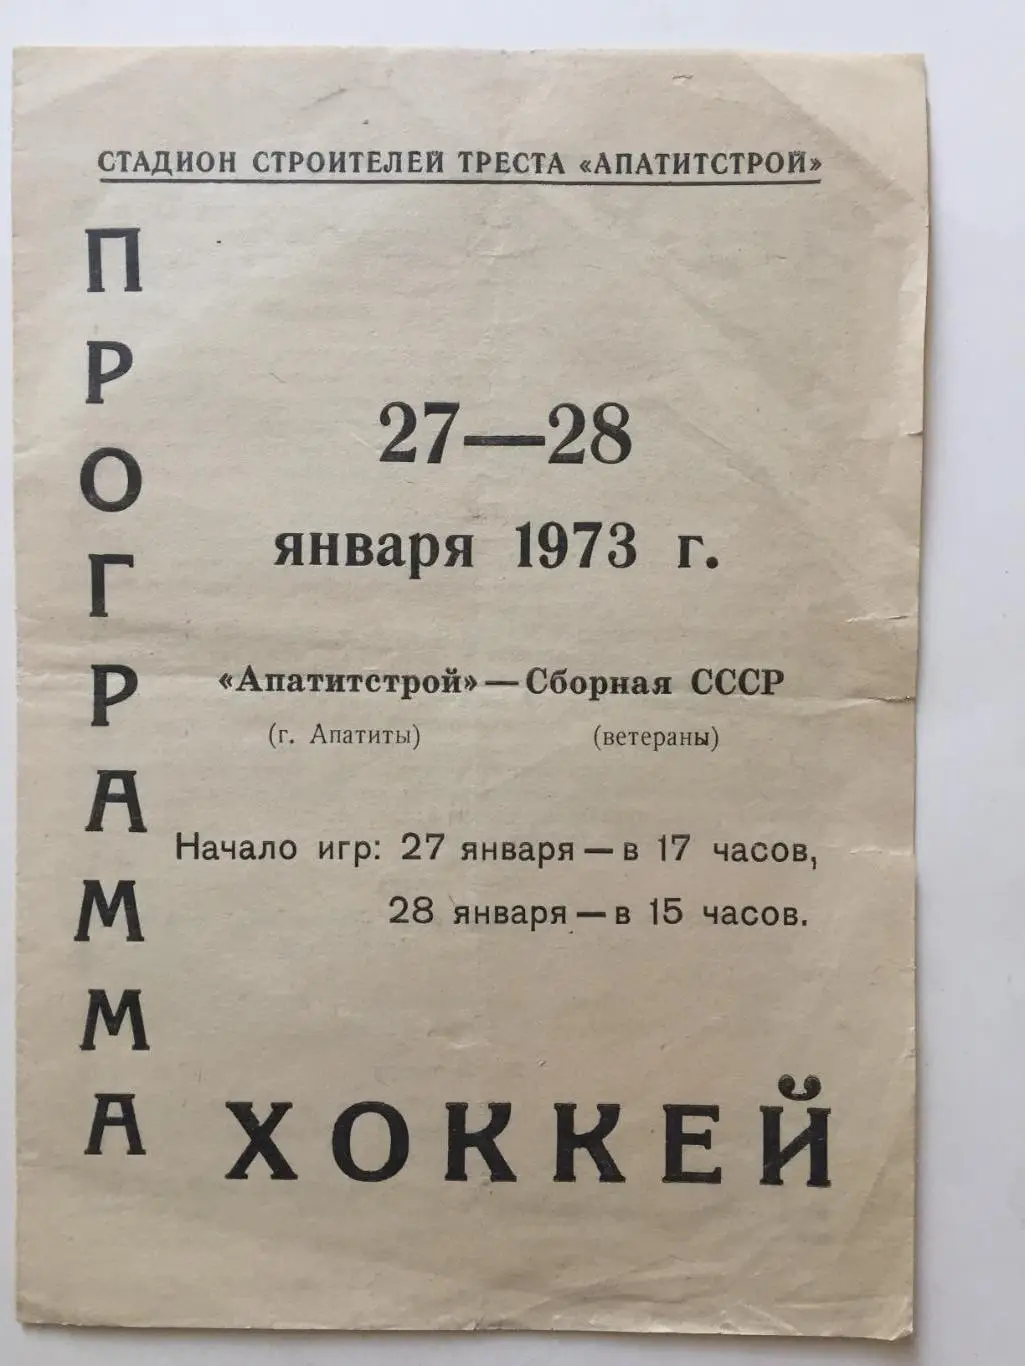 СТАДИОН СТРОИТЕЛЕЙ ТРЕСТА «АПАТИТСТРОЙ»
ПРОГРАММА
27—28
января 1973 г.
«Апатитстрой» — Сборная СССР
(г. Апатиты) (ветераны)
Начало игр: 27 января — в 17 часов,
28 января — в 15 часов.
ХОККЕЙ